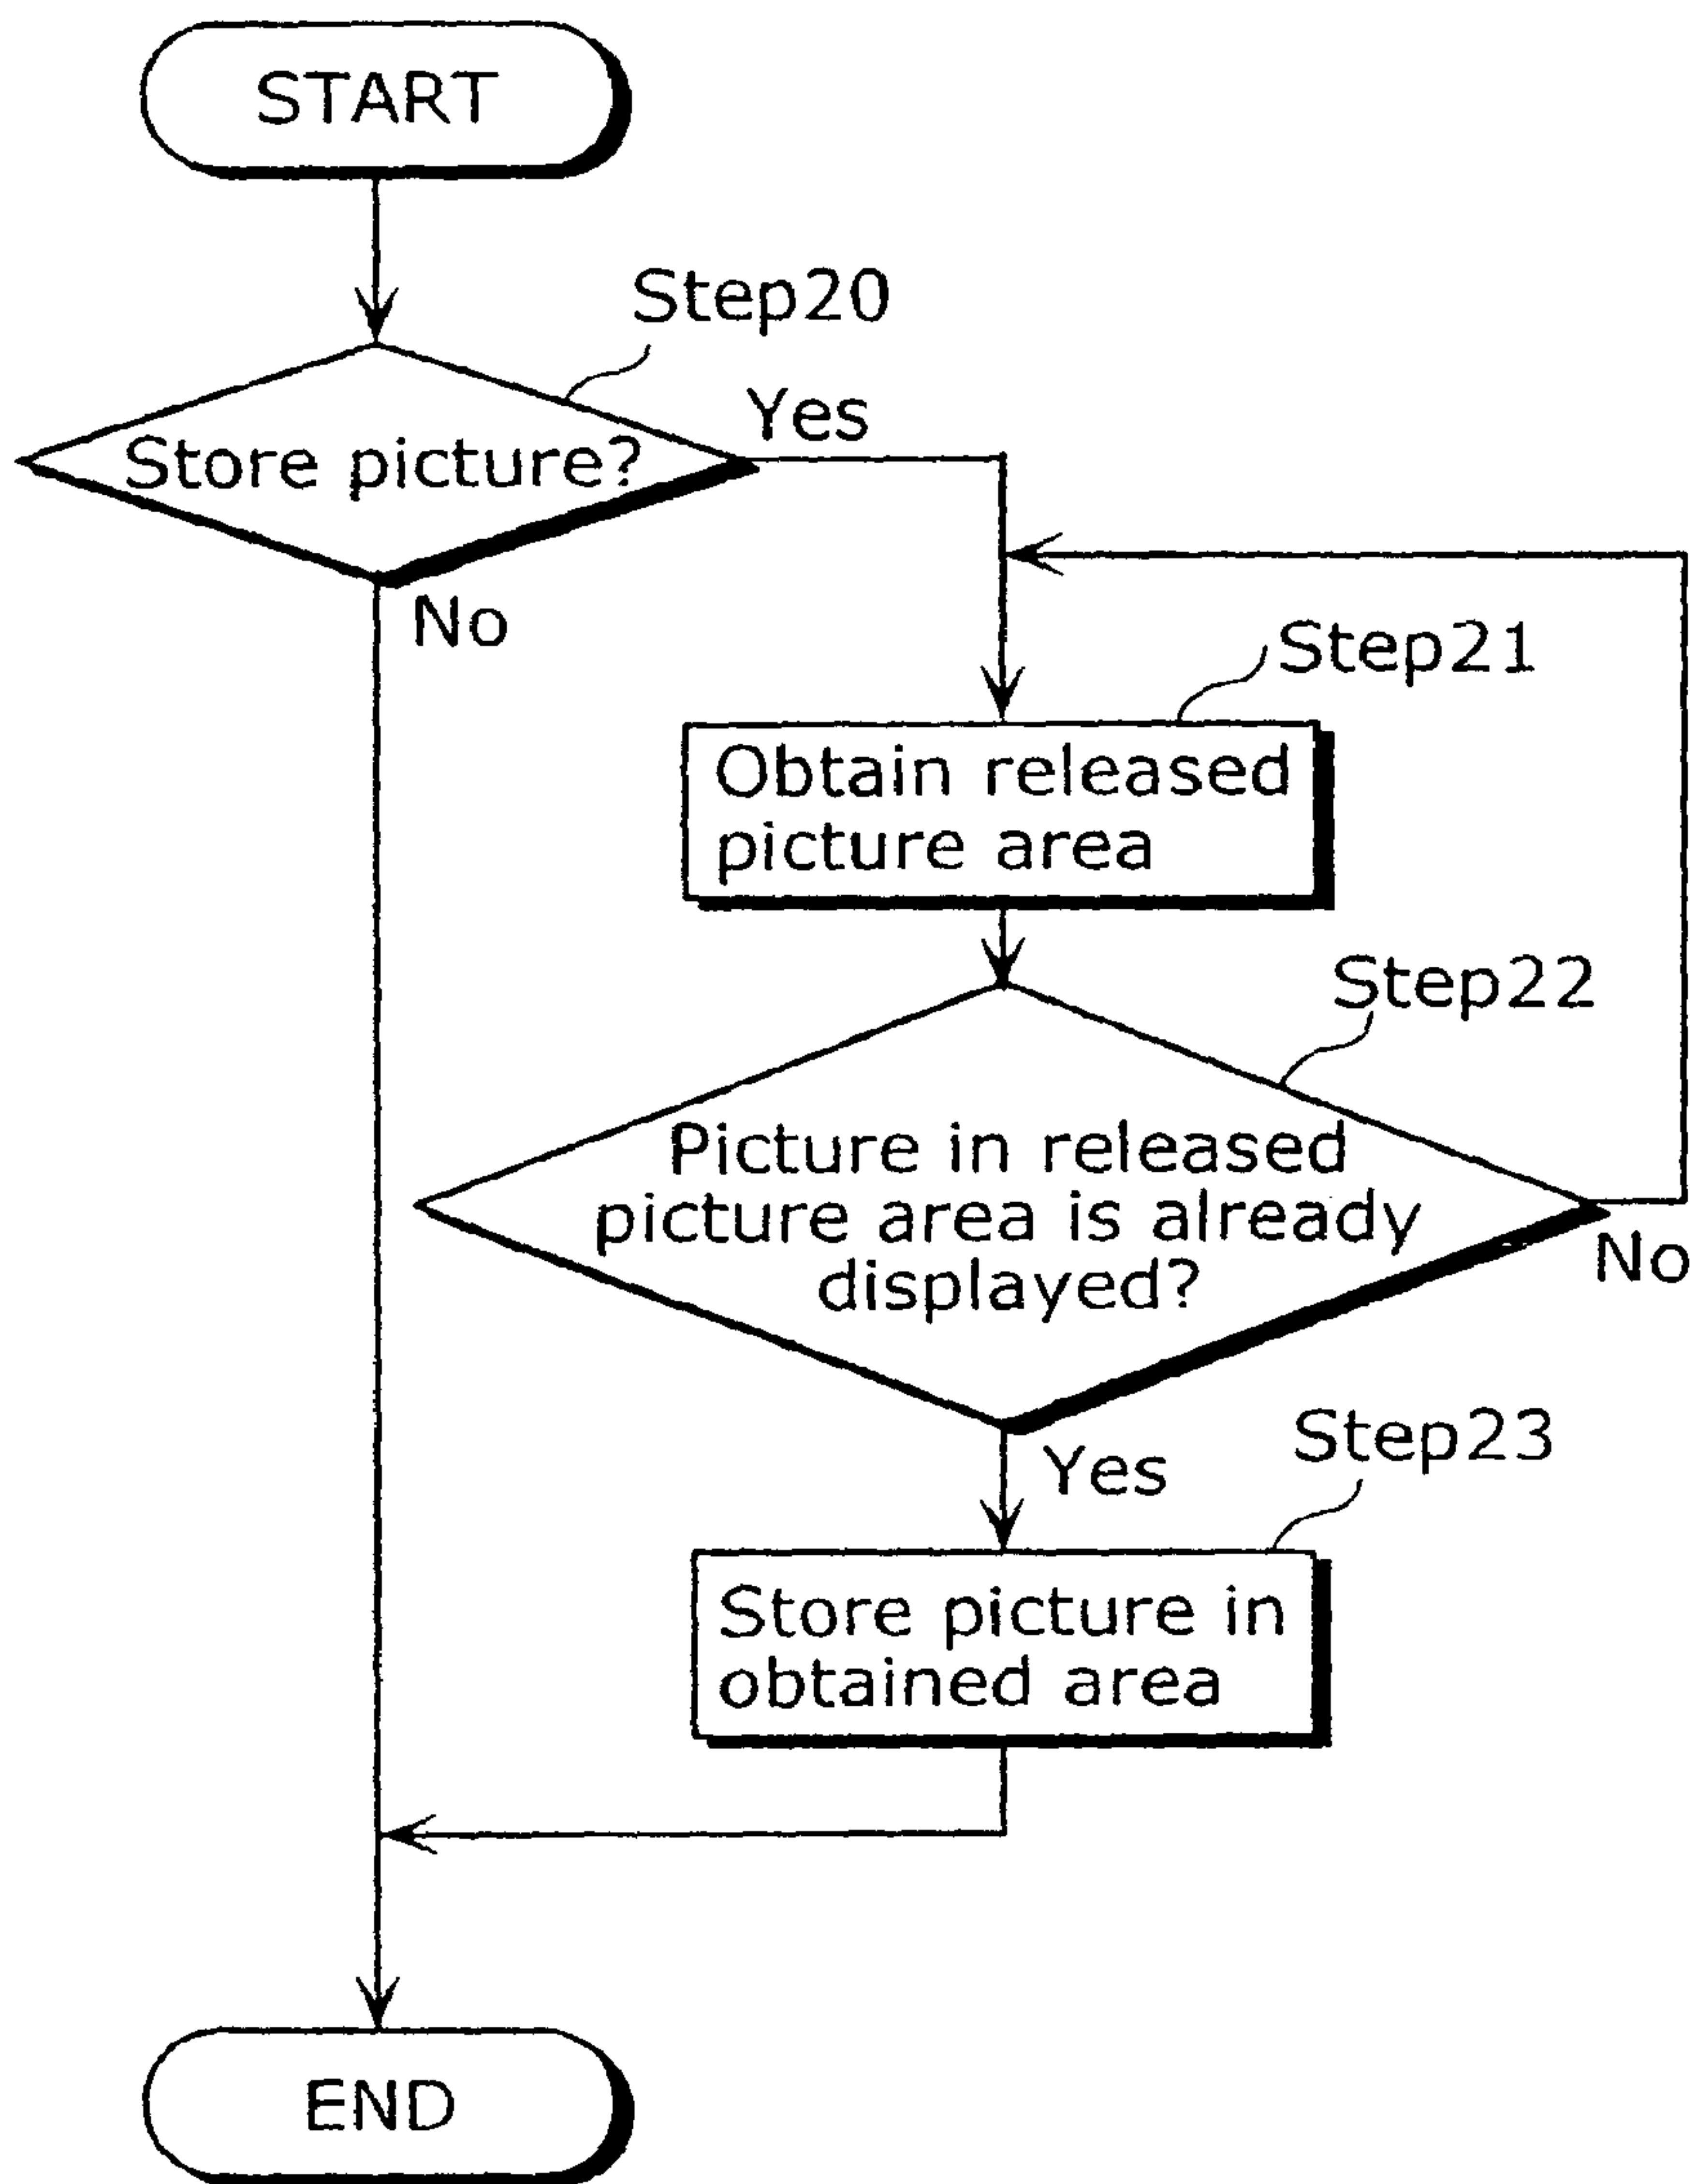 START
Step20
Yes
Store picture?
No
Step21
Obtain released
picture area
Step22
Picture in released
picture area is already
displayed?
No
Yes
Step23
Store picture in
obtained area
END